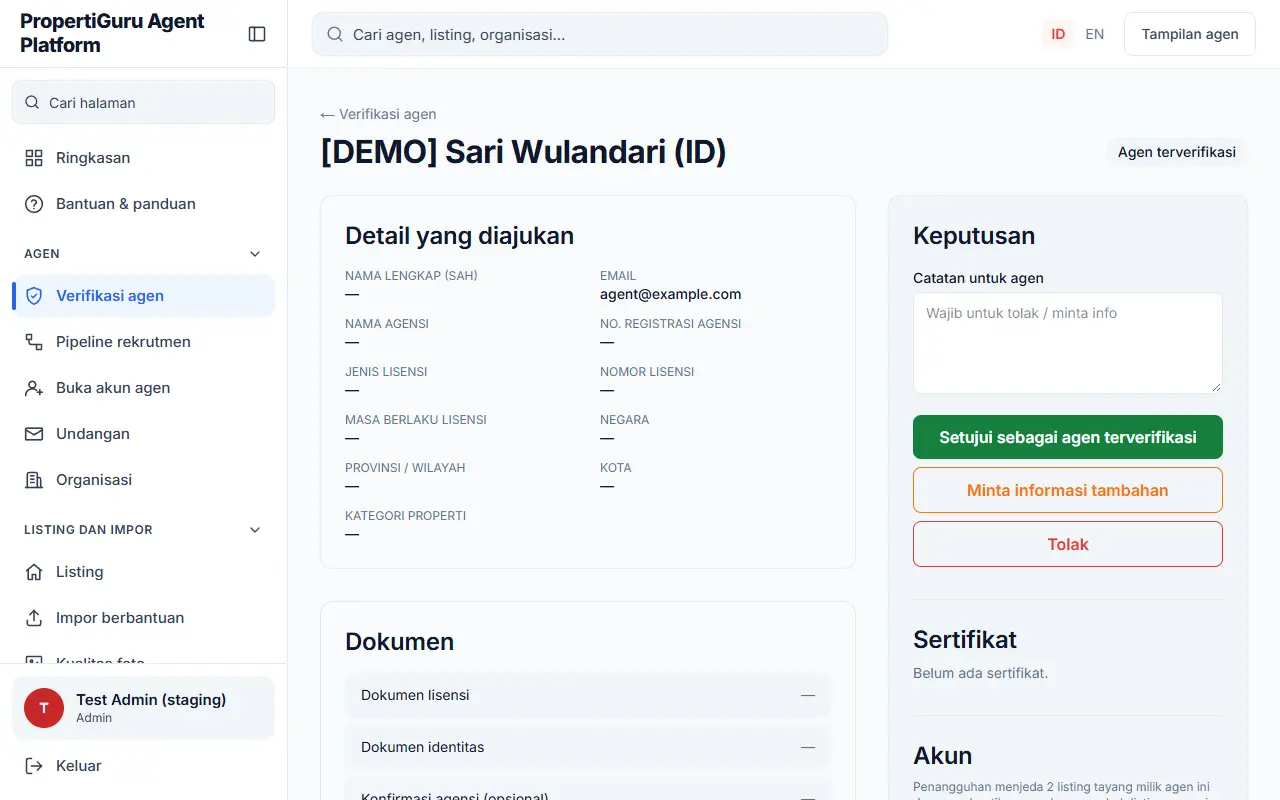 PropertiGuru Agent
Platform
Cari agen, listing, organisasi...
ID
EN
Tampilan agen
Cari halaman
Ringkasan
Bantuan & panduan
AGEN
Verifikasi agen
Pipeline rekrutmen
Buka akun agen
Undangan
Organisasi
LISTING DAN IMPOR
Listing
Impor berbantuan
Kualitas foto
T
Test Admin (staging)
Admin
Keluar
← Verifikasi agen
[DEMO] Sari Wulandari (ID)
Agen terverifikasi
Detail yang diajukan
NAMA LENGKAP (SAH)
—
EMAIL
agent@example.com
NAMA AGENSI
—
NO. REGISTRASI AGENSI
—
JENIS LISENSI
—
NOMOR LISENSI
—
MASA BERLAKU LISENSI
—
NEGARA
—
PROVINSI / WILAYAH
—
KOTA
—
KATEGORI PROPERTI
—
Dokumen
Dokumen lisensi —
Dokumen identitas —
Konfirmasi agensi (opsional) —
Keputusan
Catatan untuk agen
Wajib untuk tolak / minta info
Setujui sebagai agen terverifikasi
Minta informasi tambahan
Tolak
Sertifikat
Belum ada sertifikat.
Akun
Penangguhan menjeda 2 listing tayang milik agen ini